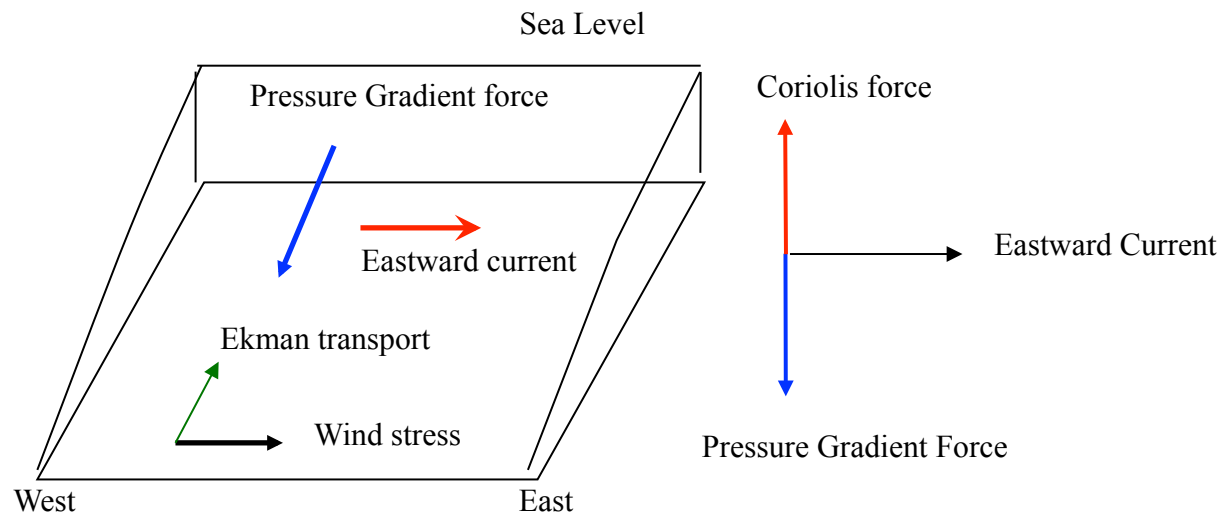 Sea Level
Pressure Gradient force
Coriolis force
Eastward current
Eastward Current
Ekman transport
Wind stress
Pressure Gradient Force
West
East